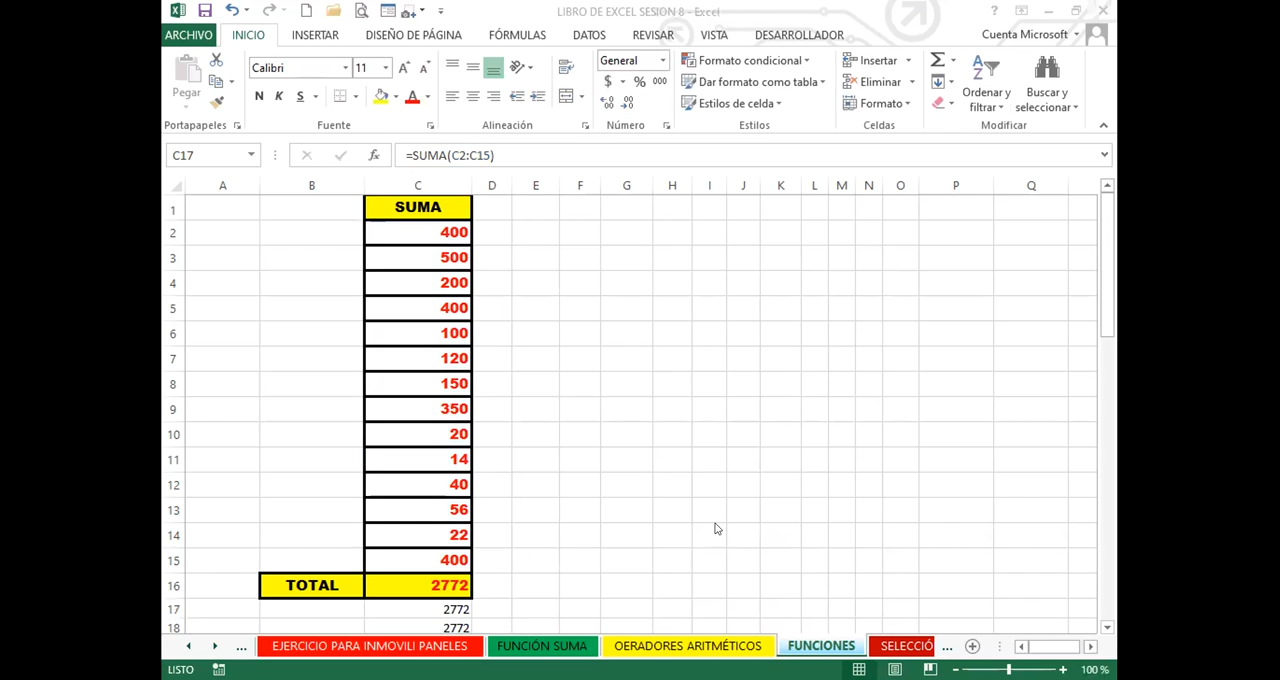 LIBRO DE EXCEL SESION 8 - Excel
?
ARCHIVO INICIO INSERTAR DISEÑO DE PÁGINA FÓRMULAS DATOS REVISAR VISTA DESARROLLADOR Cuenta Microsoft
Pegar
Portapapeles
Calibri 11
N K S A
Fuente
Alineación
General
$ % 000
Número
Formato condicional
Dar formato como tabla
Estilos de celda
Estilos
Insertar
Eliminar
Formato
Celdas
Ordenar y filtrar
Buscar y seleccionar
Modificar
C17 fx =SUMA(C2:C15)
A B C D E F G H I J K L M N O P Q
1 SUMA
2 400
3 500
4 200
5 400
6 100
7 120
8 150
9 350
10 20
11 14
12 40
13 56
14 22
15 400
16 TOTAL 2772
17 2772
18 2772
... EJERCICIO PARA INMOVILI PANELES FUNCIÓN SUMA OERADORES ARITMÉTICOS FUNCIONES SELECCIÓ ...
LISTO 100 %